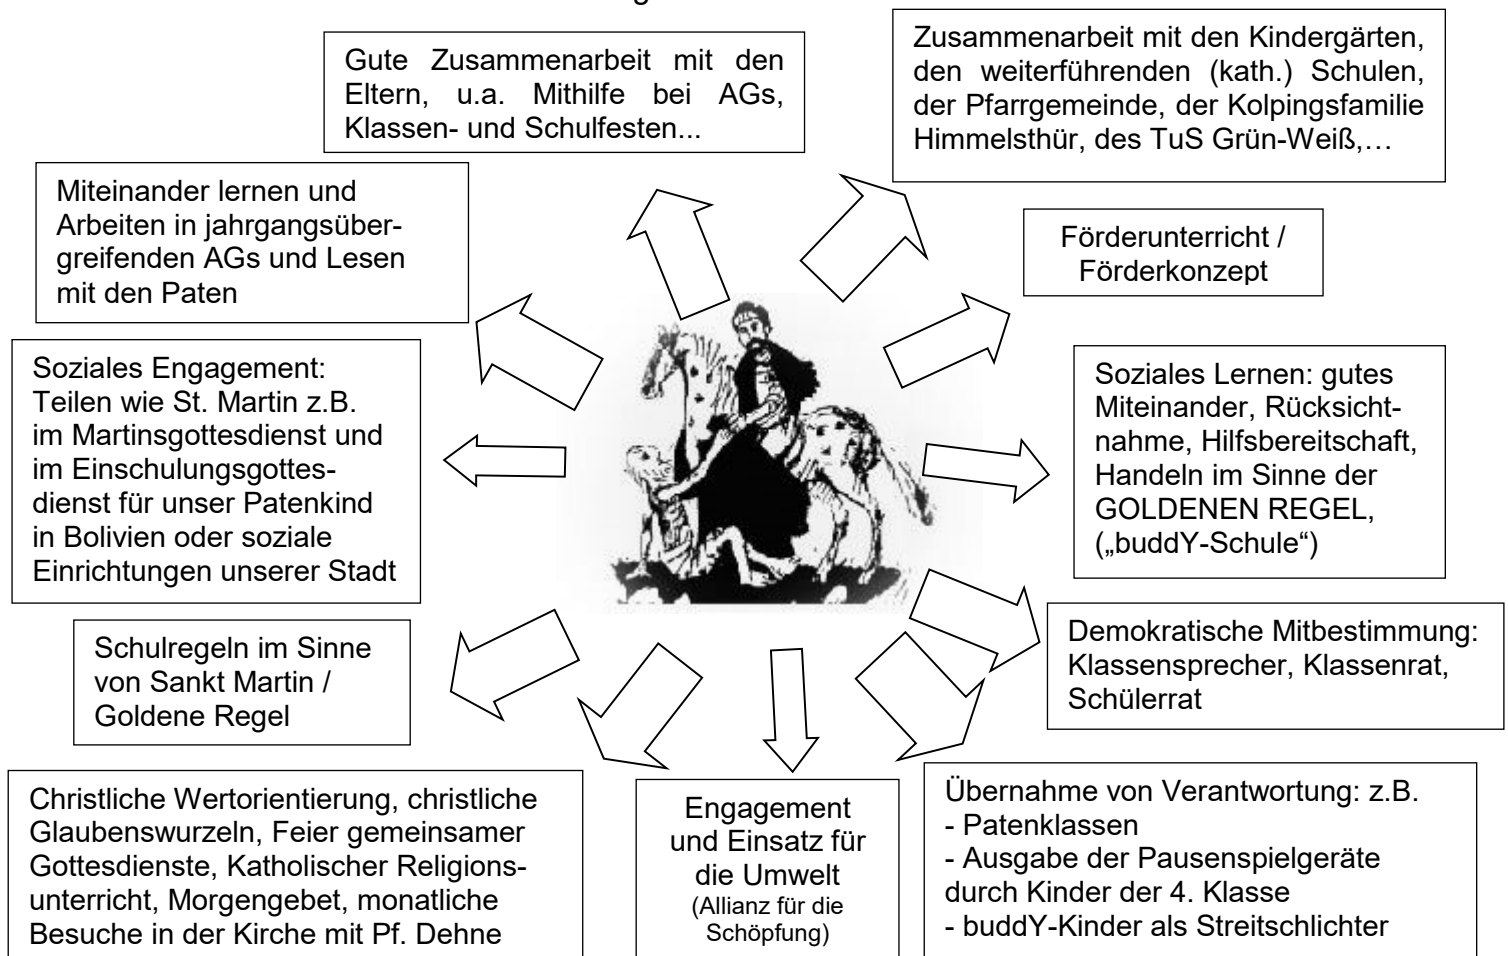 Gute Zusammenarbeit mit den
Eltern, u.a. Mithilfe bei AGs,
Klassen- und Schulfesten...
Zusammenarbeit mit den Kindergärten,
den weiterführenden (kath.) Schulen,
der Pfarrgemeinde, der Kolpingsfamilie
Himmelsthür, des TuS Grün-Weiß,…
Miteinander lernen und
Arbeiten in jahrgangsüber-
greifenden AGs und Lesen
mit den Paten
Förderunterricht /
Förderkonzept
Soziales Engagement:
Teilen wie St. Martin z.B.
im Martinsgottesdienst und
im Einschulungsgottes-
dienst für unser Patenkind
in Bolivien oder soziale
Einrichtungen unserer Stadt
Soziales Lernen: gutes
Miteinander, Rücksicht-
nahme, Hilfsbereitschaft,
Handeln im Sinne der
GOLDENEN REGEL,
(„buddY-Schule“)
Schulregeln im Sinne
von Sankt Martin /
Goldene Regel
Demokratische Mitbestimmung:
Klassensprecher, Klassenrat,
Schülerrat
Christliche Wertorientierung, christliche
Glaubenswurzeln, Feier gemeinsamer
Gottesdienste, Katholischer Religions-
unterricht, Morgengebet, monatliche
Besuche in der Kirche mit Pf. Dehne
Engagement
und Einsatz für
die Umwelt
(Allianz für die
Schöpfung)
Übernahme von Verantwortung: z.B.
- Patenklassen
- Ausgabe der Pausenspielgeräte
durch Kinder der 4. Klasse
- buddY-Kinder als Streitschlichter